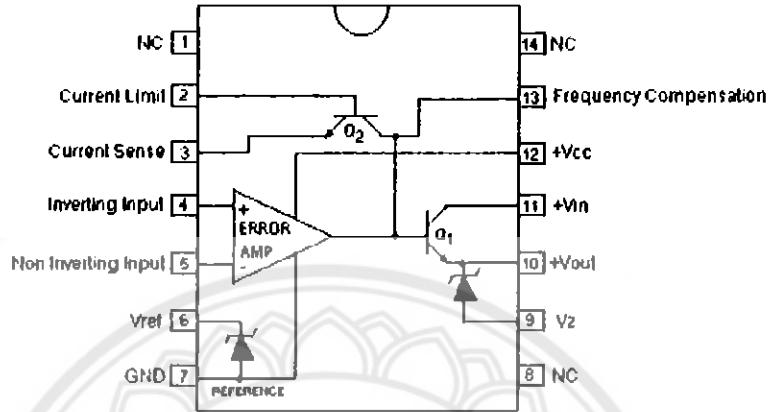 NC 1
14 NC
Current Limit 2
13 Frequency Compensation
Q2
Current Sense 3
12 +Vcc
Inverting Input 4
11 +Vin
+
ERROR
AMP
-
Q1
Non Inverting Input 5
10 +Vout
Vref 6
9 Vz
GND 7
REFERENCE
8 NC